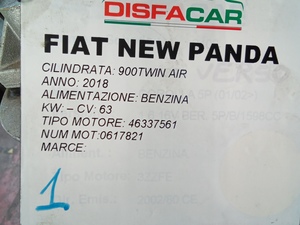 DISFACAR
FIAT NEW PANDA
CILINDRATA: 900TWIN AIR
ANNO: 2018
ALIMENTAZIONE: BENZINA
KW: – CV: 63
TIPO MOTORE: 46337561
NUM MOT:0617821
MARCE:
1